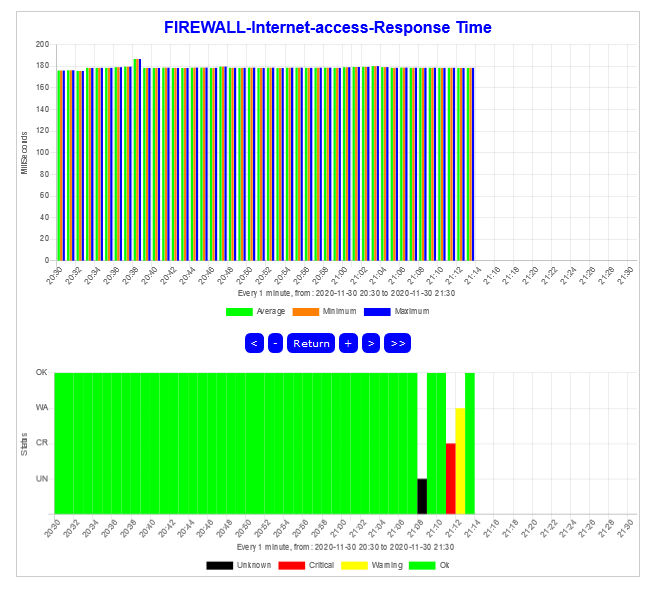 FIREWALL-Internet-access-Response Time
200
180
160
140
120
100
80
60
40
20
0
MilliSeconds
20:30 20:32 20:34 20:36 20:38 20:40 20:42 20:44 20:46 20:48 20:50 20:52 20:54 20:56 20:58 21:00 21:02 21:04 21:06 21:08 21:10 21:12 21:14 21:16 21:18 21:20 21:22 21:24 21:26 21:28 21:30
Every 1 minute, from: 2020-11-30 20:30 to 2020-11-30 21:30
Average Minimum Maximum
< - Return + > >>
OK
WA
CR
UN
Status
20:30 20:32 20:34 20:36 20:38 20:40 20:42 20:44 20:46 20:48 20:50 20:52 20:54 20:56 20:58 21:00 21:02 21:04 21:06 21:08 21:10 21:12 21:14 21:16 21:18 21:20 21:22 21:24 21:26 21:28 21:30
Every 1 minute, from: 2020-11-30 20:30 to 2020-11-30 21:30
Unknown Critical Warning Ok